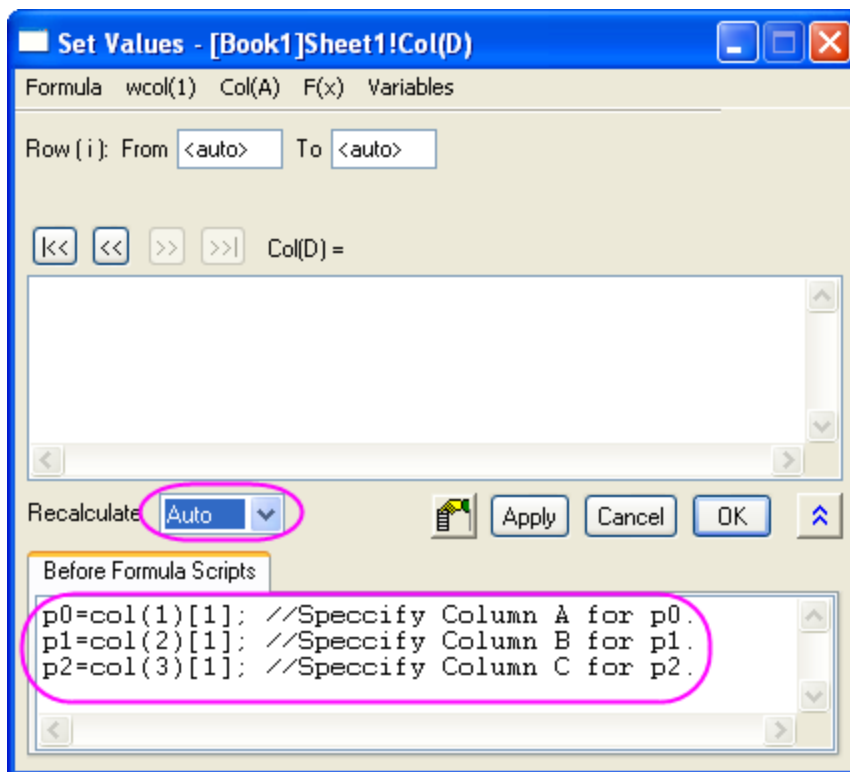 Set Values - [Book1]Sheet1!Col(D)
Formula wcol(1) Col(A) F(x) Variables
Row ( i ): From <auto> To <auto>
|<< << >> >>| Col(D) =
Recalculate Auto Apply Cancel OK
Before Formula Scripts
p0=col(1)[1]; //Speccify Column A for p0.
p1=col(2)[1]; //Speccify Column B for p1.
p2=col(3)[1]; //Speccify Column C for p2.